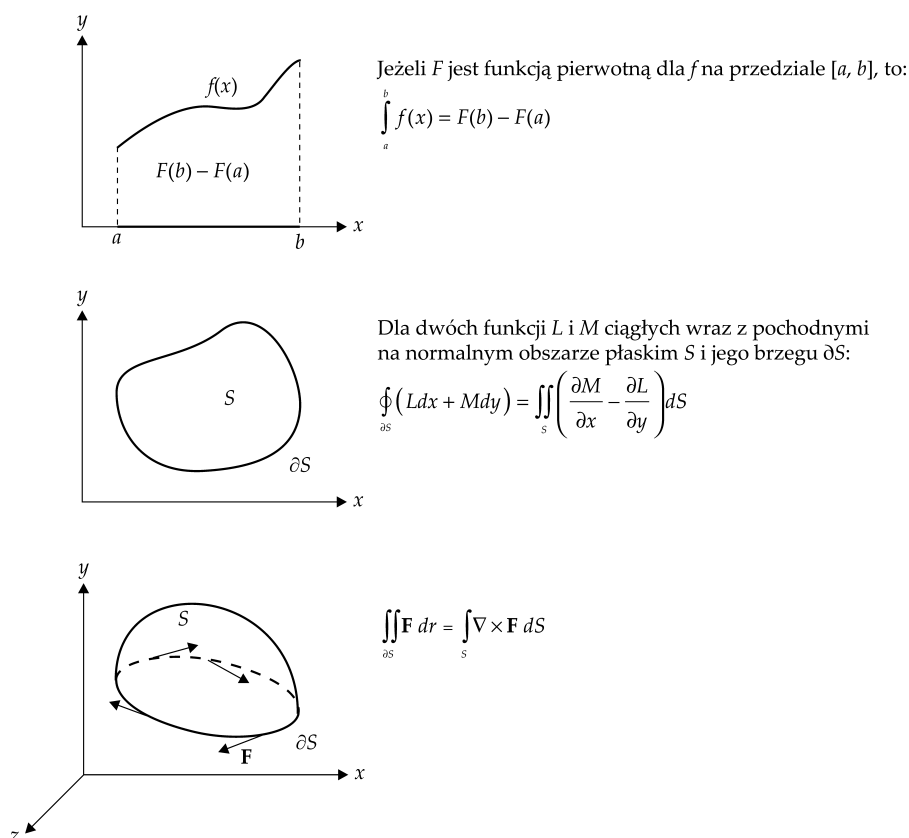 y
f(x)
F(b) – F(a)
a
b
x
Jeżeli F jest funkcją pierwotną dla f na przedziale [a, b], to:
∫_a^b f(x) = F(b) – F(a)
y
S
∂S
x
Dla dwóch funkcji L i M ciągłych wraz z pochodnymi
na normalnym obszarze płaskim S i jego brzegu ∂S:
∮_∂S (Ldx + Mdy) = ∬_S (∂M/∂x – ∂L/∂y) dS
y
S
∂S
F
x
z
∬_∂S F dr = ∫_S ∇ × F dS